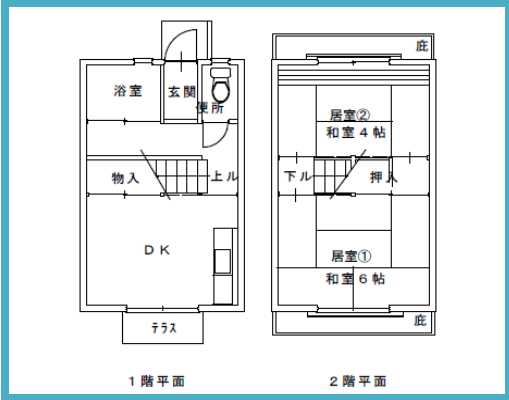 浴室
玄関
便所
物入
上ル
DK
テラス
1階平面
庇
居室②
和室4帖
下ル
押入
居室①
和室6帖
庇
2階平面